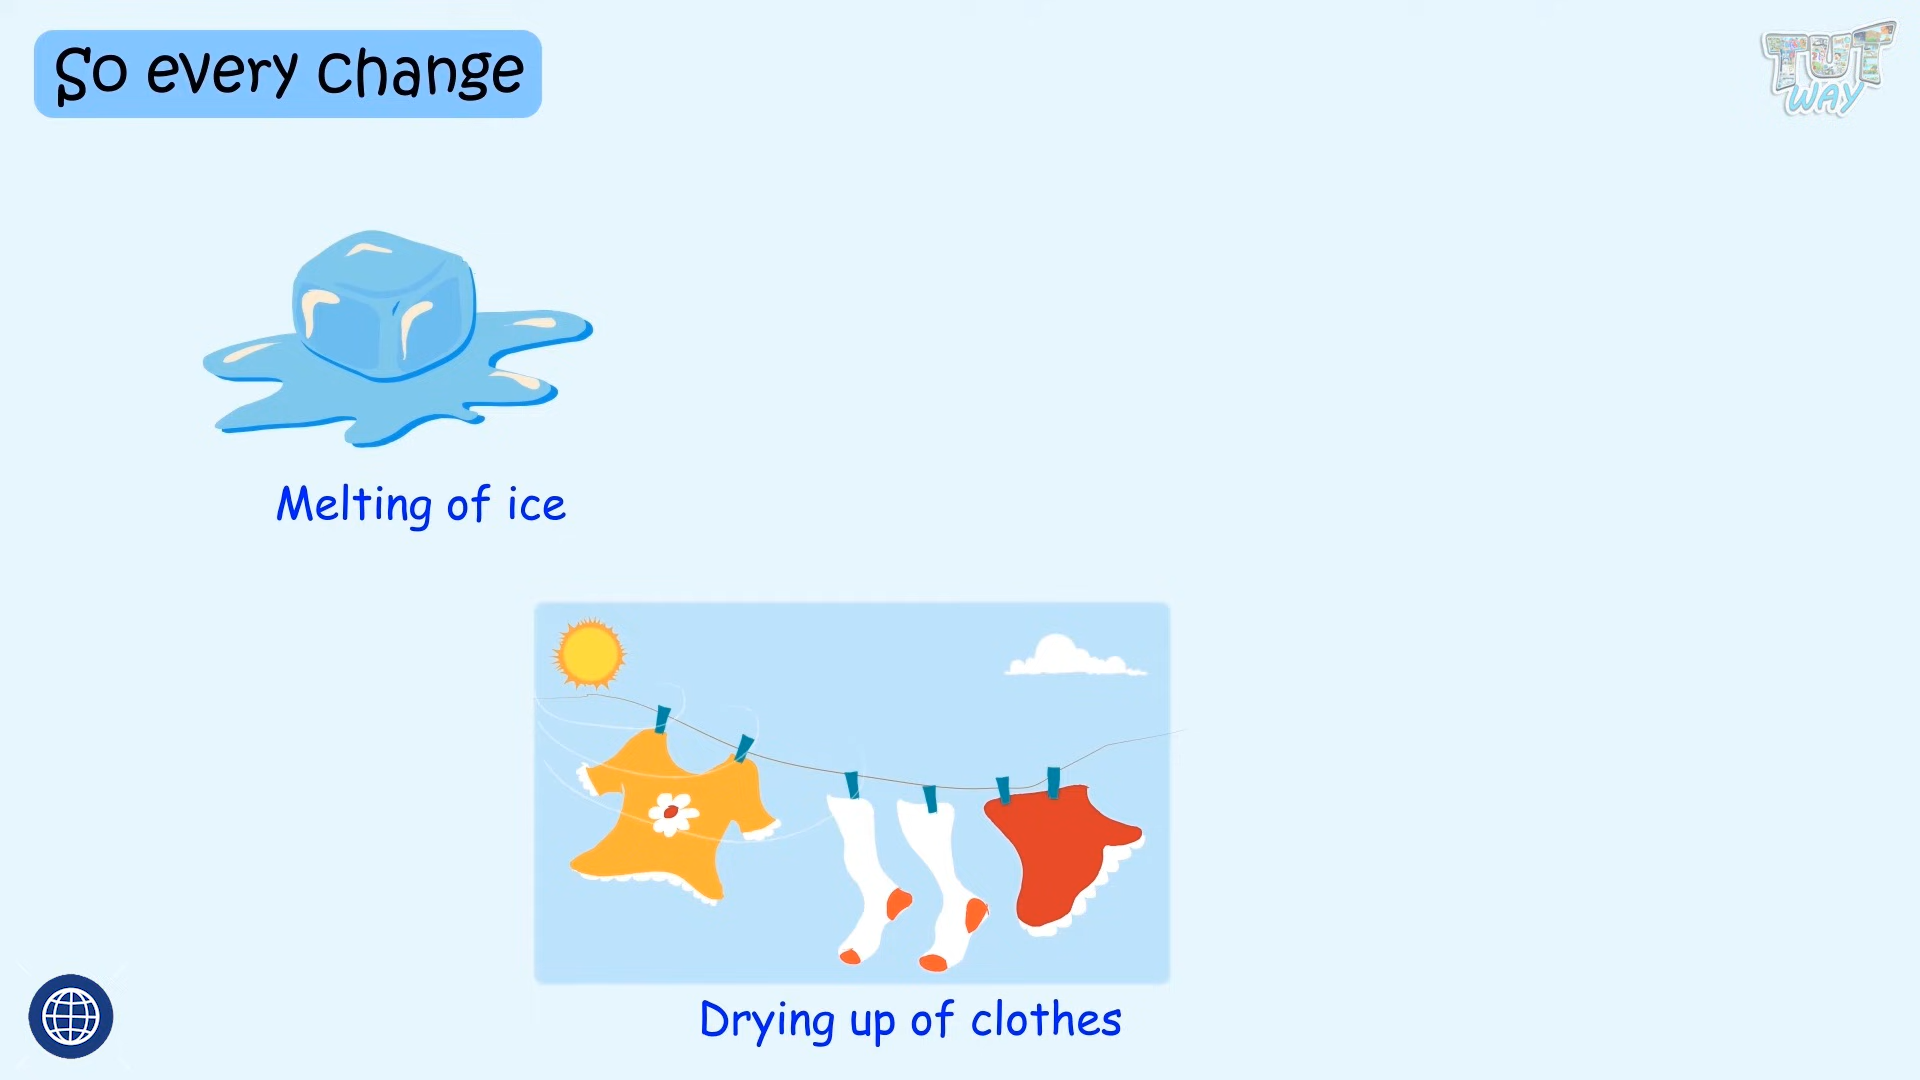 So every change
TUT
WAY
Melting of ice
Drying up of clothes